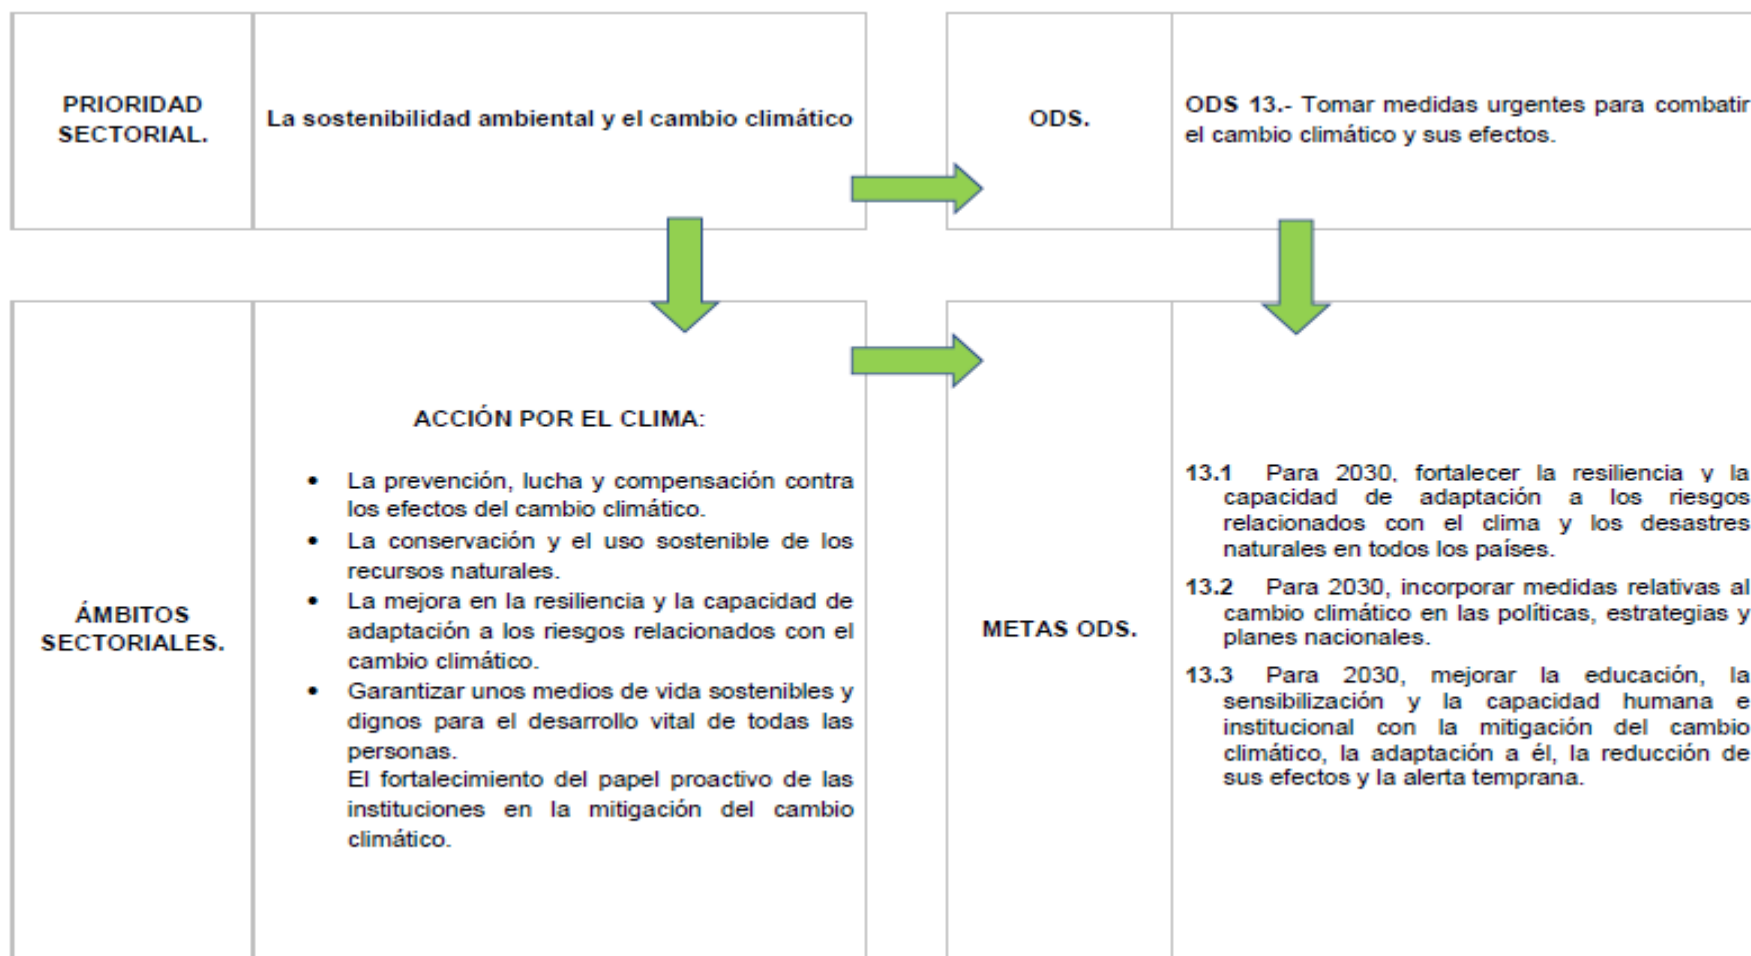 PRIORIDAD
SECTORIAL.
La sostenibilidad ambiental y el cambio climático
ODS.
ODS 13.- Tomar medidas urgentes para combatir
el cambio climático y sus efectos.
ÁMBITOS
SECTORIALES.
ACCIÓN POR EL CLIMA:
• La prevención, lucha y compensación contra
los efectos del cambio climático.
• La conservación y el uso sostenible de los
recursos naturales.
• La mejora en la resiliencia y la capacidad de
adaptación a los riesgos relacionados con el
cambio climático.
• Garantizar unos medios de vida sostenibles y
dignos para el desarrollo vital de todas las
personas.
El fortalecimiento del papel proactivo de las
instituciones en la mitigación del cambio
climático.
METAS ODS.
13.1 Para 2030, fortalecer la resiliencia y la
capacidad de adaptación a los riesgos
relacionados con el clima y los desastres
naturales en todos los países.
13.2 Para 2030, incorporar medidas relativas al
cambio climático en las políticas, estrategias y
planes nacionales.
13.3 Para 2030, mejorar la educación, la
sensibilización y la capacidad humana e
institucional con la mitigación del cambio
climático, la adaptación a él, la reducción de
sus efectos y la alerta temprana.